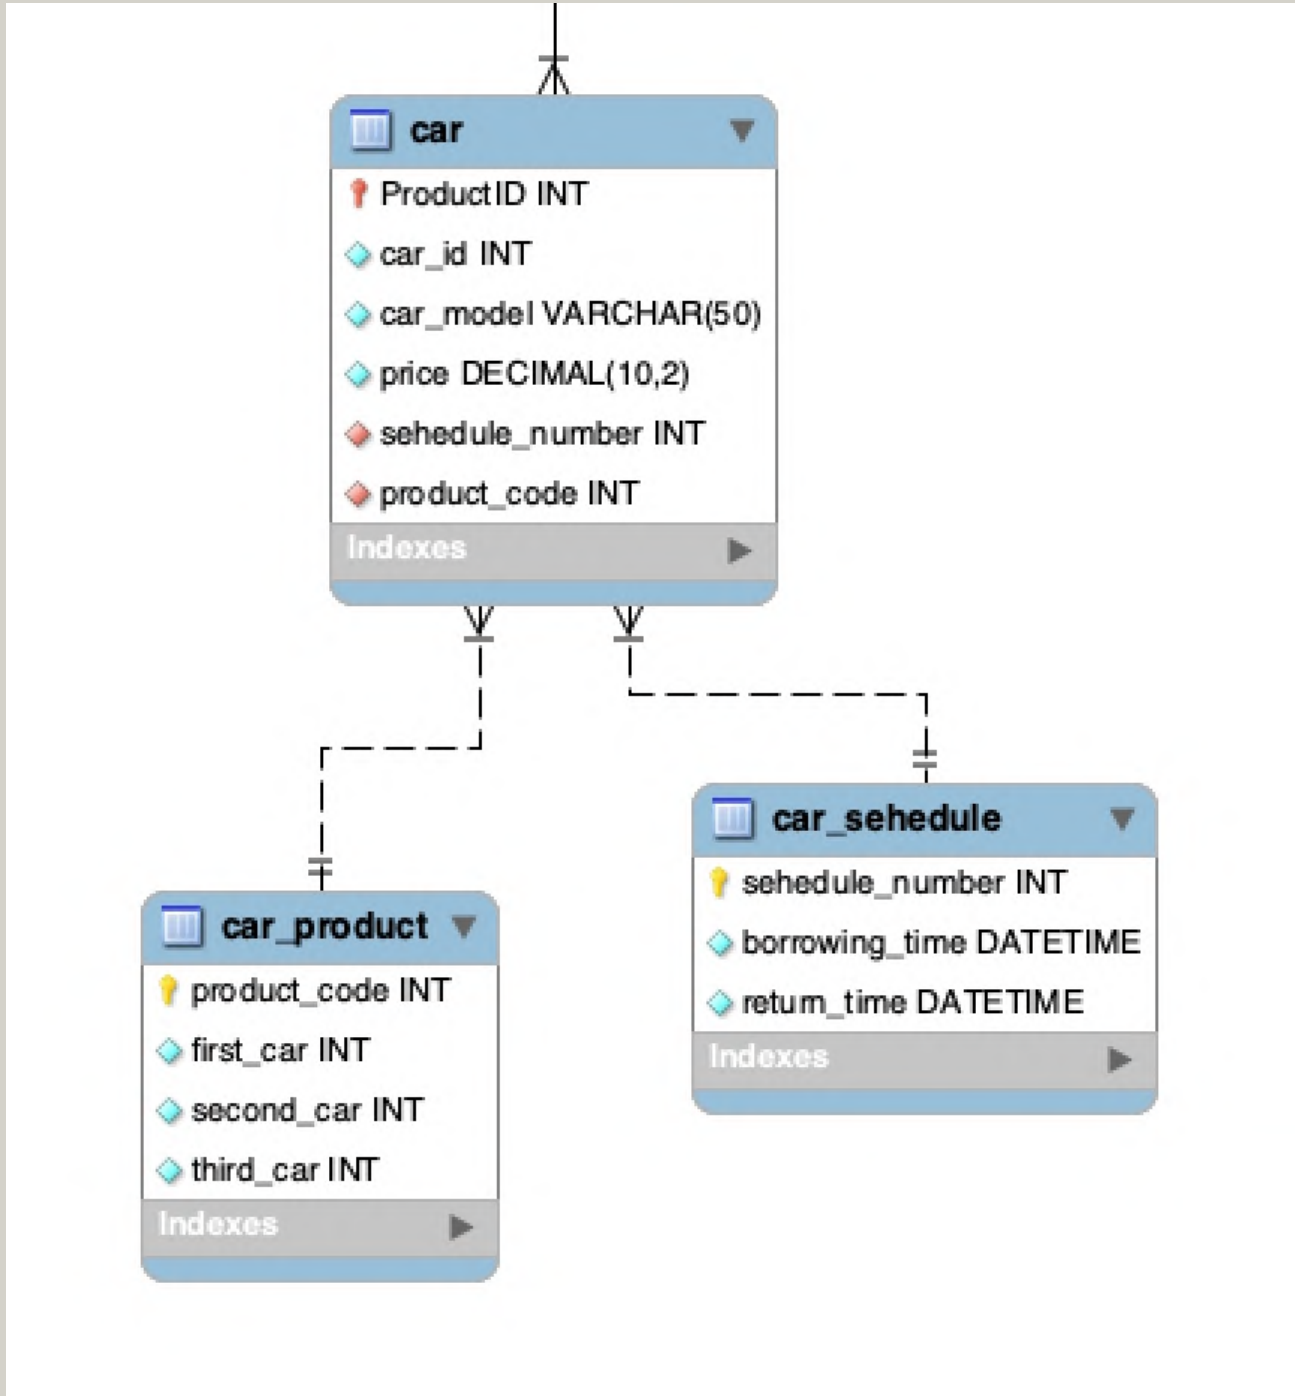 car
ProductID INT
car_id INT
car_model VARCHAR(50)
price DECIMAL(10,2)
sehedule_number INT
product_code INT
Indexes
car_sehedule
sehedule_number INT
borrowing_time DATETIME
return_time DATETIME
Indexes
car_product
product_code INT
first_car INT
second_car INT
third_car INT
Indexes